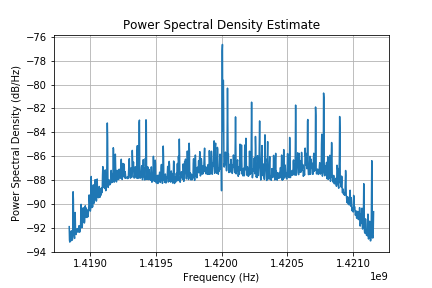 Power Spectral Density Estimate
Power Spectral Density (dB/Hz)
−76
−78
−80
−82
−84
−86
−88
−90
−92
−94
1.4190 1.4195 1.4200 1.4205 1.4210
1e9
Frequency (Hz)